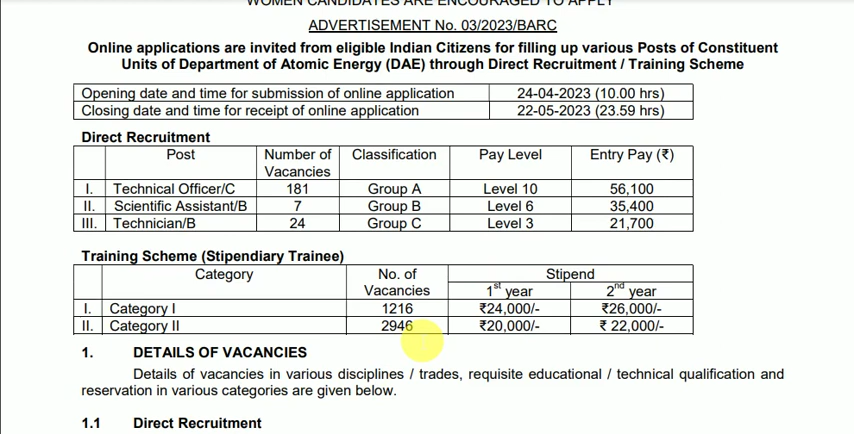 WOMEN CANDIDATES ARE ENCOURAGED TO APPLY
ADVERTISEMENT No. 03/2023/BARC
Online applications are invited from eligible Indian Citizens for filling up various Posts of Constituent
Units of Department of Atomic Energy (DAE) through Direct Recruitment / Training Scheme
Opening date and time for submission of online application 24-04-2023 (10.00 hrs)
Closing date and time for receipt of online application 22-05-2023 (23.59 hrs)
Direct Recruitment
Post Number of Vacancies Classification Pay Level Entry Pay (₹)
I. Technical Officer/C 181 Group A Level 10 56,100
II. Scientific Assistant/B 7 Group B Level 6 35,400
III. Technician/B 24 Group C Level 3 21,700
Training Scheme (Stipendiary Trainee)
Category No. of Vacancies Stipend
1st year 2nd year
I. Category I 1216 ₹24,000/- ₹26,000/-
II. Category II 2946 ₹20,000/- ₹ 22,000/-
1. DETAILS OF VACANCIES
Details of vacancies in various disciplines / trades, requisite educational / technical qualification and
reservation in various categories are given below.
1.1 Direct Recruitment